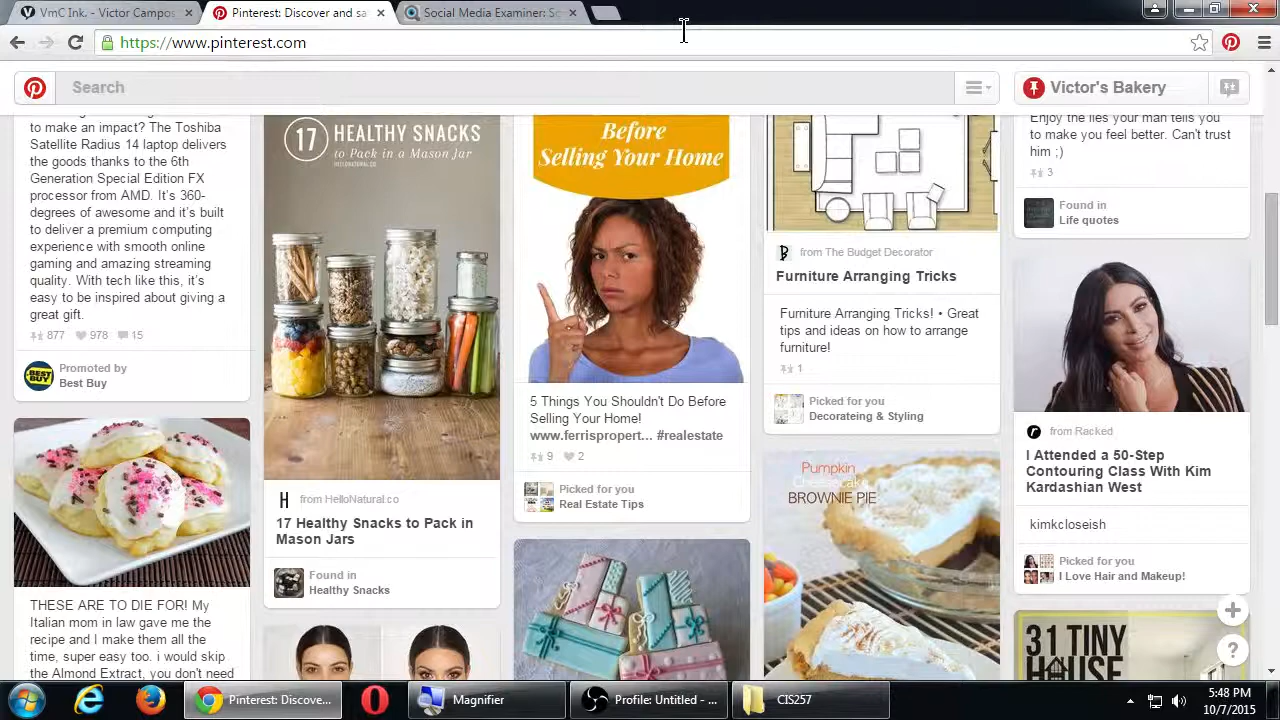 VmC Ink. - Victor Campos
Pinterest: Discover and sa
Social Media Examiner: Sc
https://www.pinterest.com
Search
Victor's Bakery
to make an impact? The Toshiba
Satellite Radius 14 laptop delivers
the goods thanks to the 6th
Generation Special Edition FX
processor from AMD. It's 360-
degrees of awesome and it's built
to deliver a premium computing
experience with smooth online
gaming and amazing streaming
quality. With tech like this, it's
easy to be inspired about giving a
great gift.
877 978 15
Promoted by
Best Buy
BEST
BUY
THESE ARE TO DIE FOR! My
Italian mom in law gave me the
recipe and I make them all the
time, super easy too. i would skip
the Almond Extract, you don't need
17 HEALTHY SNACKS
to Pack in a Mason Jar
HELLONATURAL.CO
H from HelloNatural.co
17 Healthy Snacks to Pack in
Mason Jars
Found in
Healthy Snacks
Before
Selling Your Home
5 Things You Shouldn't Do Before
Selling Your Home!
www.ferrispropert... #realestate
9 2
Picked for you
Real Estate Tips
from The Budget Decorator
Furniture Arranging Tricks
Furniture Arranging Tricks! • Great
tips and ideas on how to arrange
furniture!
1
Picked for you
Decorateing & Styling
Pumpkin
Cheesecake
BROWNIE PIE
Enjoy the lies your man tells you
to make you feel better. Can't trust
him ;)
3
Found in
Life quotes
r from Racked
I Attended a 50-Step
Contouring Class With Kim
Kardashian West
kimkcloseish
Picked for you
I Love Hair and Makeup!
31 TINY
HOUSE
+
?
Pinterest: Discove...
Magnifier
Profile: Untitled - ...
CIS257
5:48 PM
10/7/2015